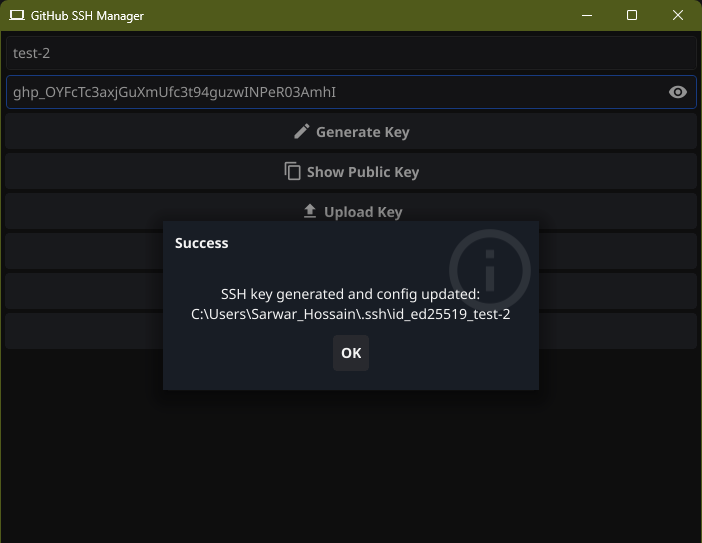 GitHub SSH Manager
test-2
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
Generate Key
Show Public Key
Upload Key
Success
SSH key generated and config updated:
C:\Users\Sarwar_Hossain\.ssh\id_ed25519_test-2
OK